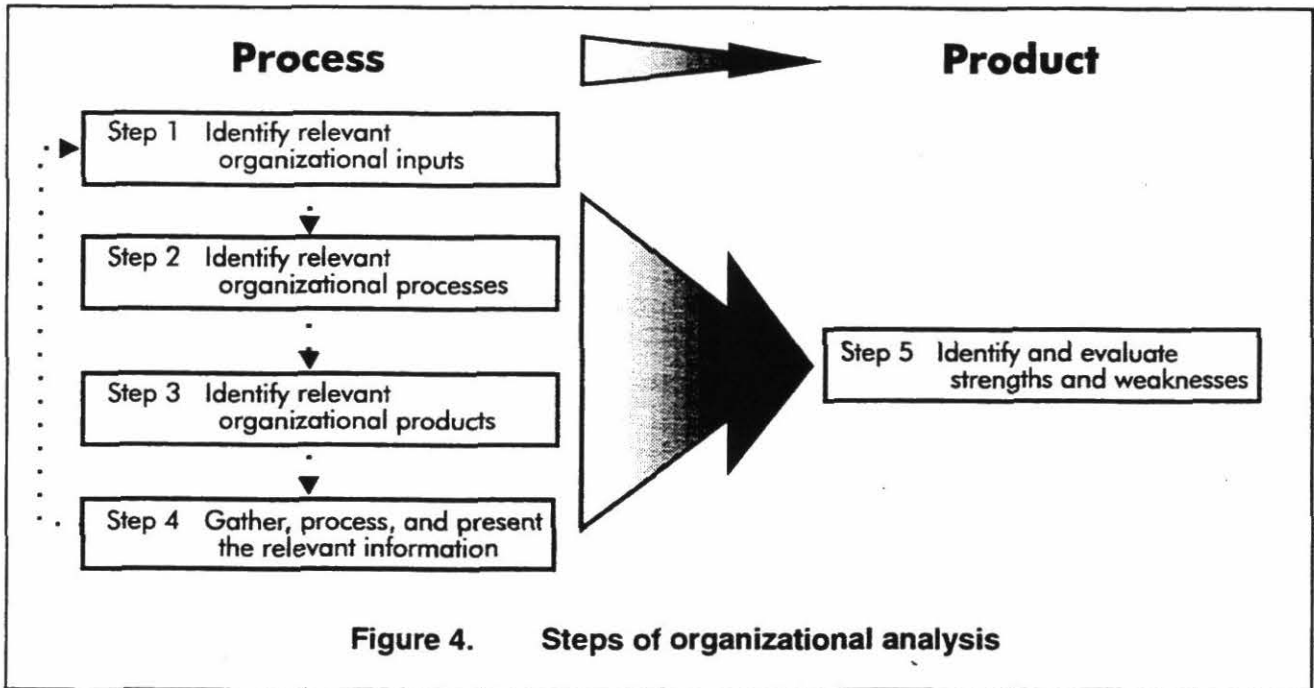 Process
Product
Step 1 Identify relevant
organizational inputs
Step 2 Identify relevant
organizational processes
Step 3 Identify relevant
organizational products
Step 4 Gather, process, and present
the relevant information
Step 5 Identify and evaluate
strengths and weaknesses
Figure 4. Steps of organizational analysis